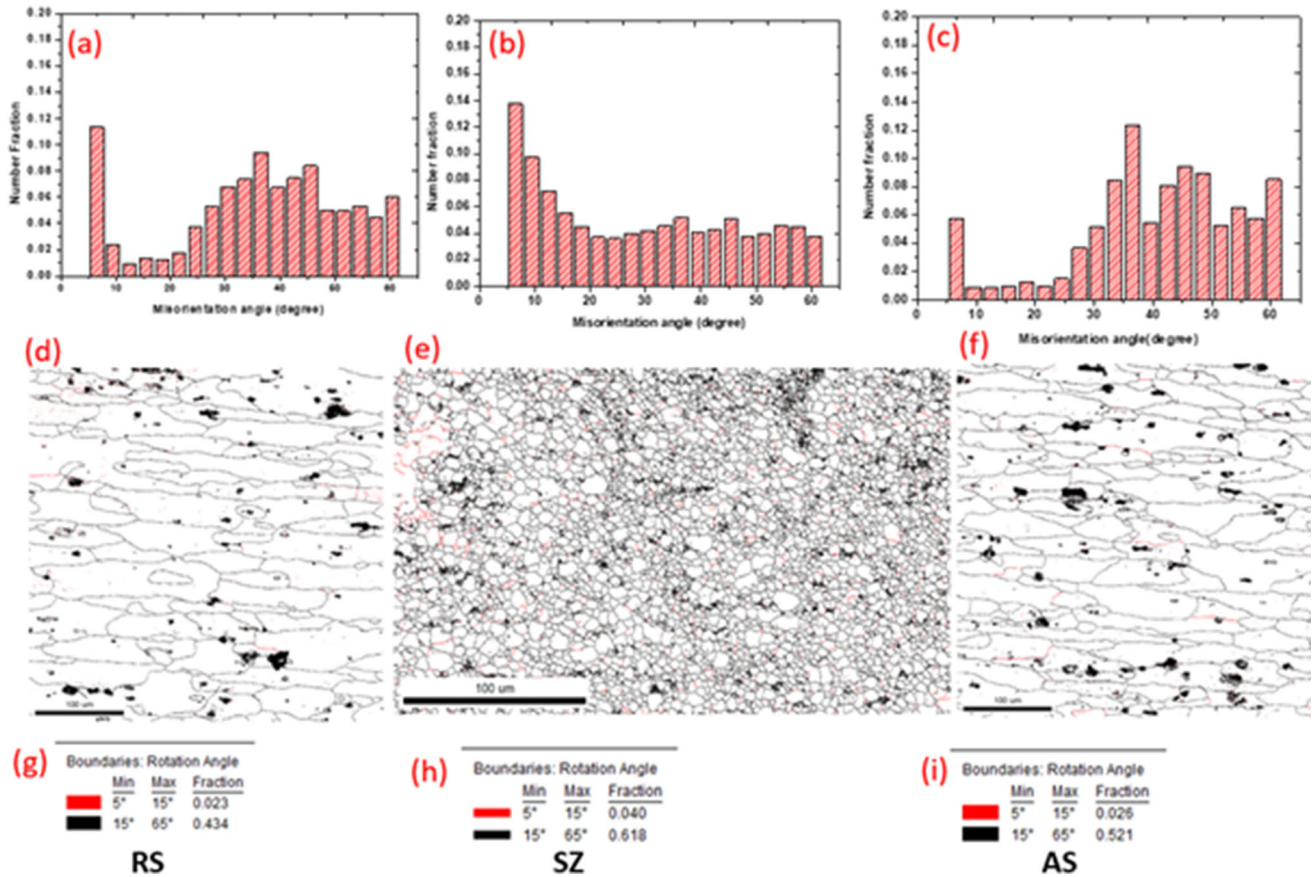 (a)
0.20
0.18
0.16
0.14
0.12
0.10
0.08
0.06
0.04
0.02
0.00
Number Fraction
10 20 30 40 50 60
Misorientation angle (degree)
(b)
0.20
0.18
0.16
0.14
0.12
0.10
0.08
0.06
0.04
0.02
0.00
Number fraction
0 10 20 30 40 50 60
Misorientation angle (degree)
(c)
0.20
0.18
0.16
0.14
0.12
0.10
0.08
0.06
0.04
0.02
0.00
Number fraction
0 10 20 30 40 50 60
Misorientation angle(degree)
(d)
100 um
(e)
100 um
(f)
100 um
(g)
Boundaries: Rotation Angle
Min Max Fraction
5° 15° 0.023
15° 65° 0.434
RS
(h)
Boundaries: Rotation Angle
Min Max Fraction
5° 15° 0.040
15° 65° 0.618
SZ
(i)
Boundaries: Rotation Angle
Min Max Fraction
5° 15° 0.026
15° 65° 0.521
AS